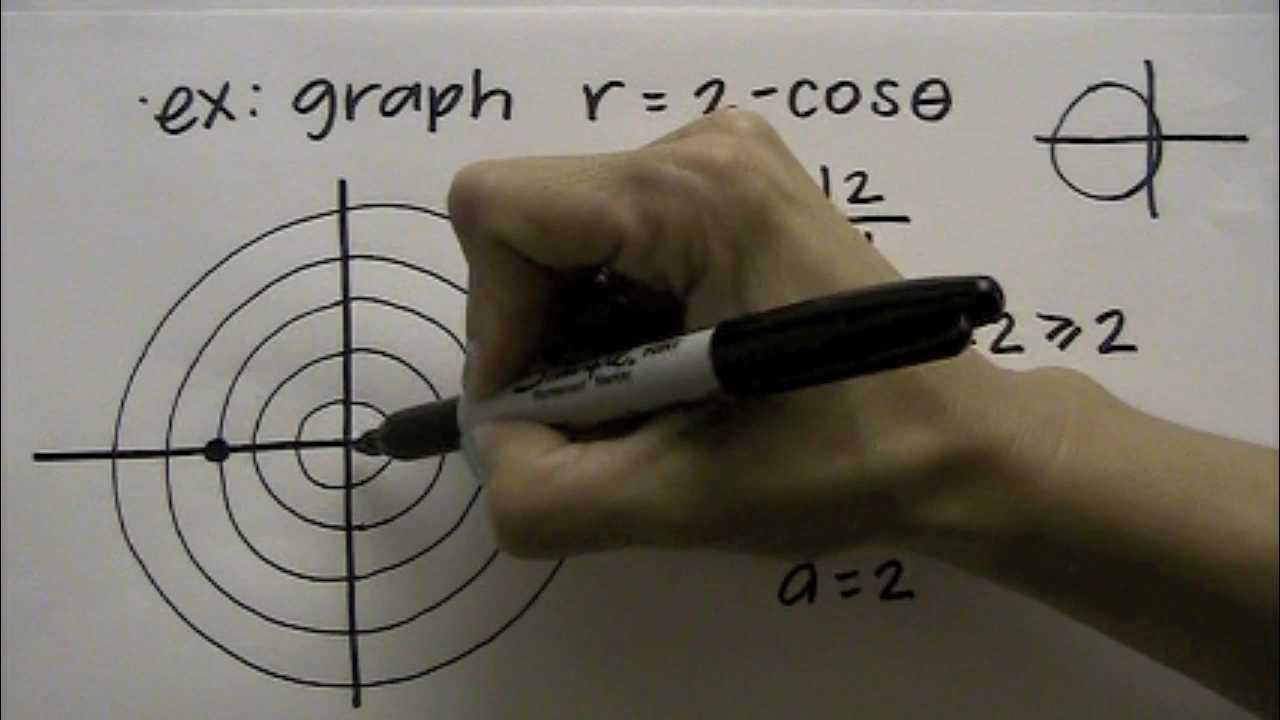 ex: graph r = 2 - cosθ
12
2 ⩾ 2
a = 2